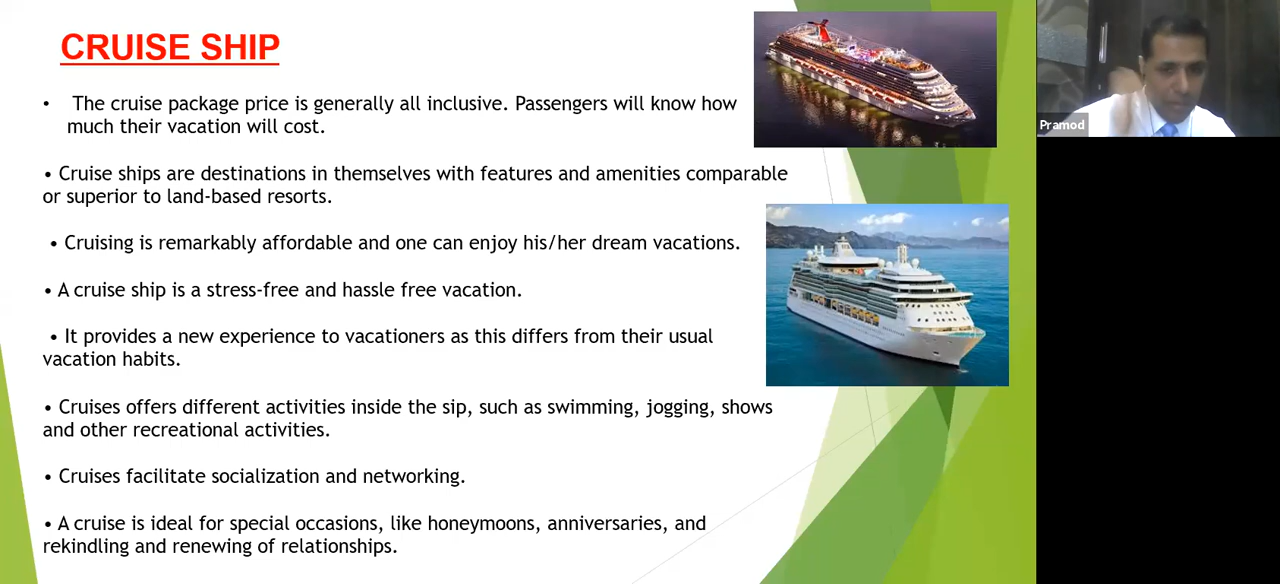 CRUISE SHIP
• The cruise package price is generally all inclusive. Passengers will know how
much their vacation will cost.
• Cruise ships are destinations in themselves with features and amenities comparable
or superior to land-based resorts.
• Cruising is remarkably affordable and one can enjoy his/her dream vacations.
• A cruise ship is a stress-free and hassle free vacation.
• It provides a new experience to vacationers as this differs from their usual
vacation habits.
• Cruises offers different activities inside the sip, such as swimming, jogging, shows
and other recreational activities.
• Cruises facilitate socialization and networking.
• A cruise is ideal for special occasions, like honeymoons, anniversaries, and
rekindling and renewing of relationships.
Pramod